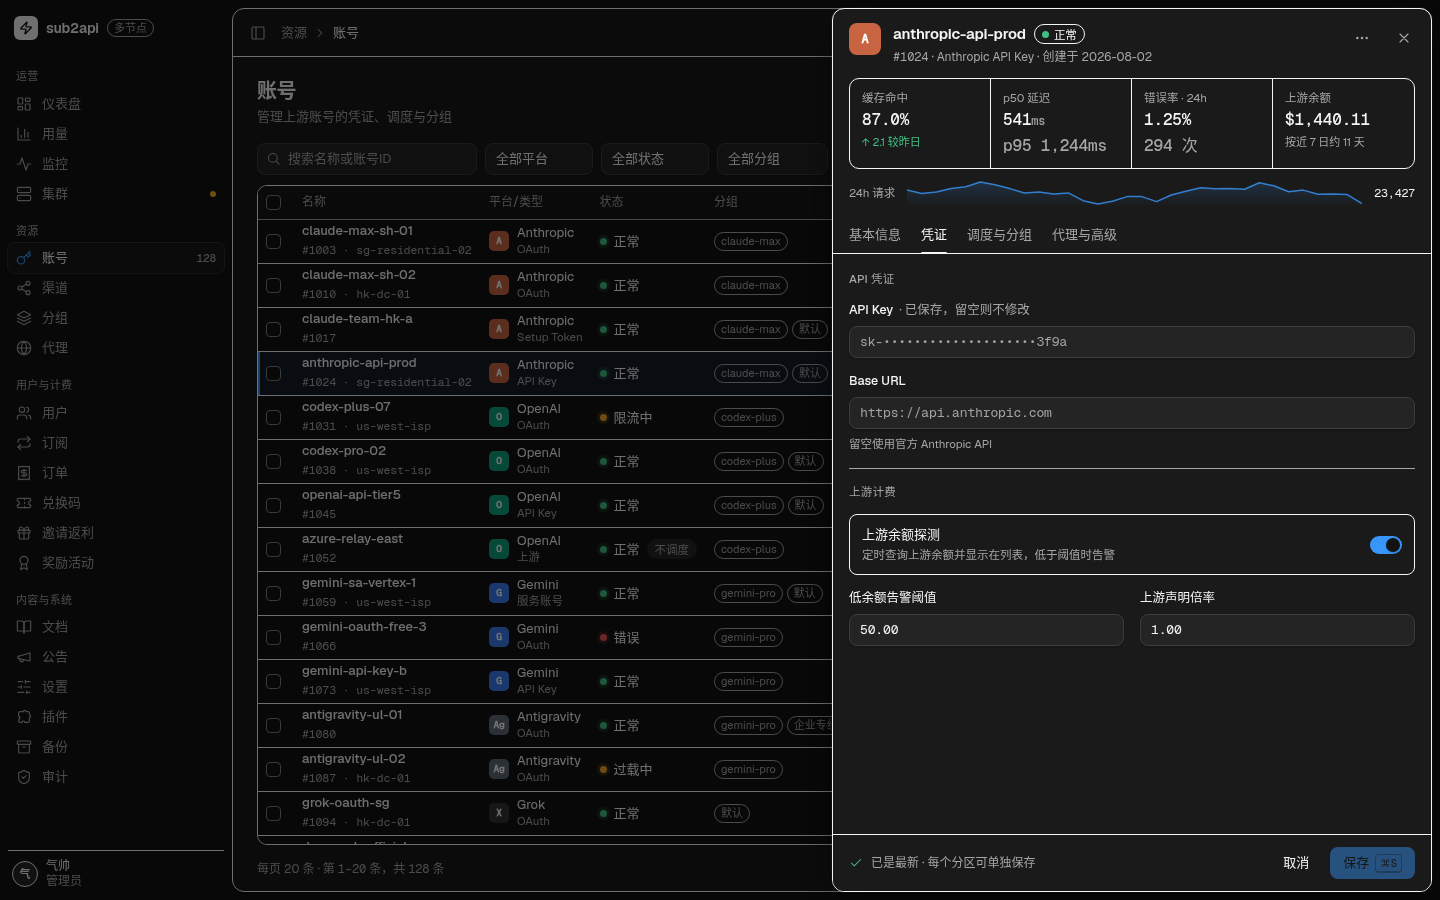 sub2api 多节点
运营
仪表盘
用量
监控
集群
资源
账号 128
渠道
分组
代理
用户与计费
用户
订阅
订单
兑换码
邀请返利
奖励活动
内容与系统
文档
公告
设置
插件
备份
审计
气 气帅
管理员
资源 › 账号
账号
管理上游账号的凭证、调度与分组
搜索名称或账号ID 全部平台 全部状态 全部分组
名称 平台/类型 状态 分组
claude-max-sh-01 A Anthropic 正常 claude-max
#1003 · sg-residential-02 OAuth
claude-max-sh-02 A Anthropic 正常 claude-max
#1010 · hk-dc-01 OAuth
claude-team-hk-a A Anthropic 正常 claude-max 默认
#1017 Setup Token
anthropic-api-prod A Anthropic 正常 claude-max 默认
#1024 · sg-residential-02 API Key
codex-plus-07 O OpenAI 限流中 codex-plus
#1031 · us-west-isp OAuth
codex-pro-02 O OpenAI 正常 codex-plus 默认
#1038 · us-west-isp OAuth
openai-api-tier5 O OpenAI 正常 codex-plus 默认
#1045 API Key
azure-relay-east O OpenAI 正常 不调度 codex-plus
#1052 上游
gemini-sa-vertex-1 G Gemini 正常 gemini-pro 默认
#1059 · us-west-isp 服务账号
gemini-oauth-free-3 G Gemini 错误 gemini-pro
#1066 OAuth
gemini-api-key-b G Gemini 正常 gemini-pro
#1073 · us-west-isp API Key
antigravity-ul-01 Ag Antigravity 正常 gemini-pro 企业专
#1080 OAuth
antigravity-ul-02 Ag Antigravity 过载中 gemini-pro
#1087 · hk-dc-01 OAuth
grok-oauth-sg X Grok 正常 默认
#1094 · hk-dc-01 OAuth
每页 20 条 · 第 1–20 条，共 128 条
A anthropic-api-prod 正常
#1024 · Anthropic API Key · 创建于 2026-08-02
缓存命中 p50 延迟 错误率 · 24h 上游余额
87.0% 541ms 1.25% $1,440.11
↑ 2.1 较昨日 p95 1,244ms 294 次 按近 7 日约 11 天
24h 请求 23,427
基本信息 凭证 调度与分组 代理与高级
API 凭证
API Key · 已保存，留空则不修改
sk-••••••••••••••••••••3f9a
Base URL
https://api.anthropic.com
留空使用官方 Anthropic API
上游计费
上游余额探测
定时查询上游余额并显示在列表，低于阈值时告警
低余额告警阈值 上游声明倍率
50.00 1.00
已是最新 · 每个分区可单独保存 取消 保存 ⌘S